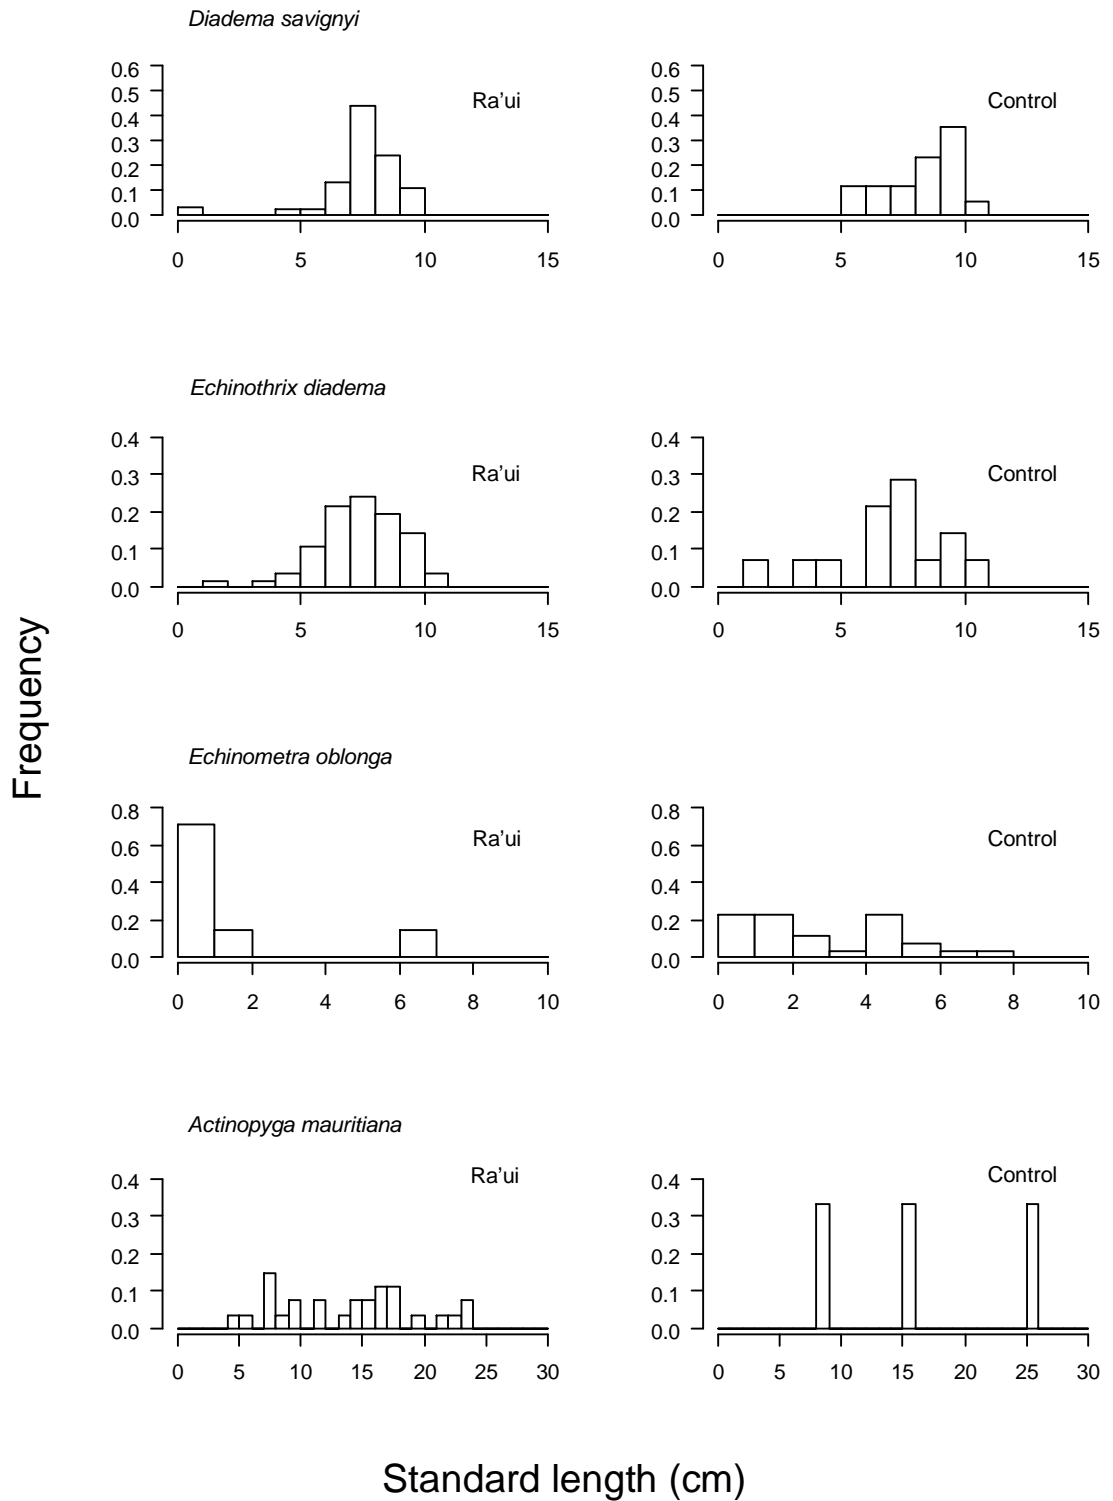 Diadema savignyi
0.6 0.5 0.4 0.3 0.2 0.1 0.0
Ra'ui
0 5 10 15
0.6 0.5 0.4 0.3 0.2 0.1 0.0
Control
0 5 10 15
Echinothrix diadema
0.4 0.3 0.2 0.1 0.0
Ra'ui
0 5 10 15
0.4 0.3 0.2 0.1 0.0
Control
0 5 10 15
Frequency
Echinometra oblonga
0.8 0.6 0.4 0.2 0.0
Ra'ui
0 2 4 6 8 10
0.8 0.6 0.4 0.2 0.0
Control
0 2 4 6 8 10
Actinopyga mauritiana
0.4 0.3 0.2 0.1 0.0
Ra'ui
0 5 10 15 20 25 30
0.4 0.3 0.2 0.1 0.0
Control
0 5 10 15 20 25 30
Standard length (cm)